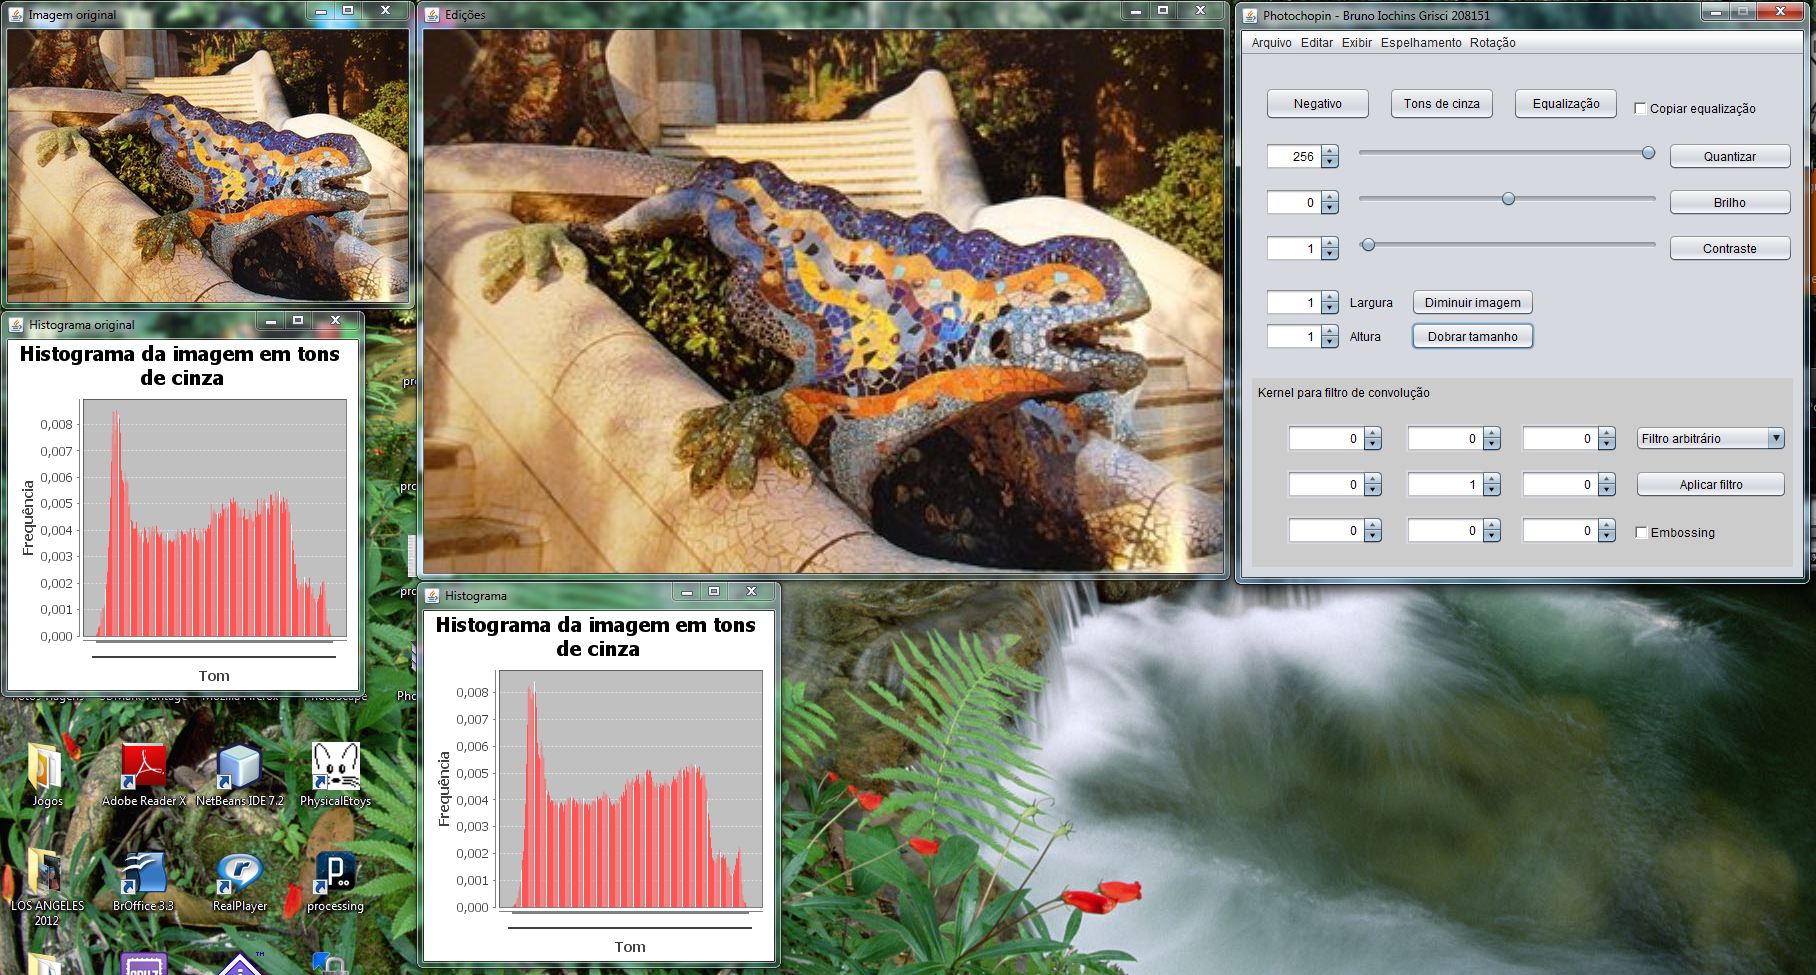 Imagem original
Edições
Photochopin - Bruno Iochins Grisci 208151
Arquivo Editar Exibir Espelhamento Rotação
Negativo
Tons de cinza
Equalização
Copiar equalização
256
Quantizar
0
Brilho
1
Contraste
1
Largura
Diminuir imagem
1
Altura
Dobrar tamanho
Kernel para filtro de convolução
0
0
0
Filtro arbitrário
0
1
0
Aplicar filtro
0
0
0
Embossing
Histograma original
Histograma da imagem em tons
de cinza
0,008
0,007
0,006
0,005
0,004
0,003
0,002
0,001
0,000
Frequência
Tom
Histograma
Histograma da imagem em tons
de cinza
0,008
0,007
0,006
0,005
0,004
0,003
0,002
0,001
0,000
Frequência
Tom
Jogos
Adobe Reader X
NetBeans IDE 7.2
PhysicalEtoys
LOS ANGELES
2012
BrOffice 3.3
RealPlayer
processing